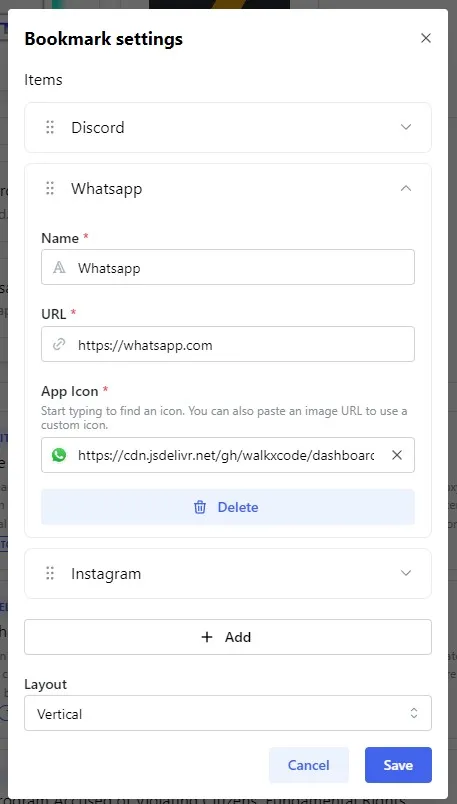 Bookmark settings
Items
Discord
Whatsapp
Name *
Whatsapp
URL *
https://whatsapp.com
App Icon *
Start typing to find an icon. You can also paste an image URL to use a
custom icon.
https://cdn.jsdelivr.net/gh/walkxcode/dashboard
Delete
Instagram
Add
Layout
Vertical
Cancel
Save